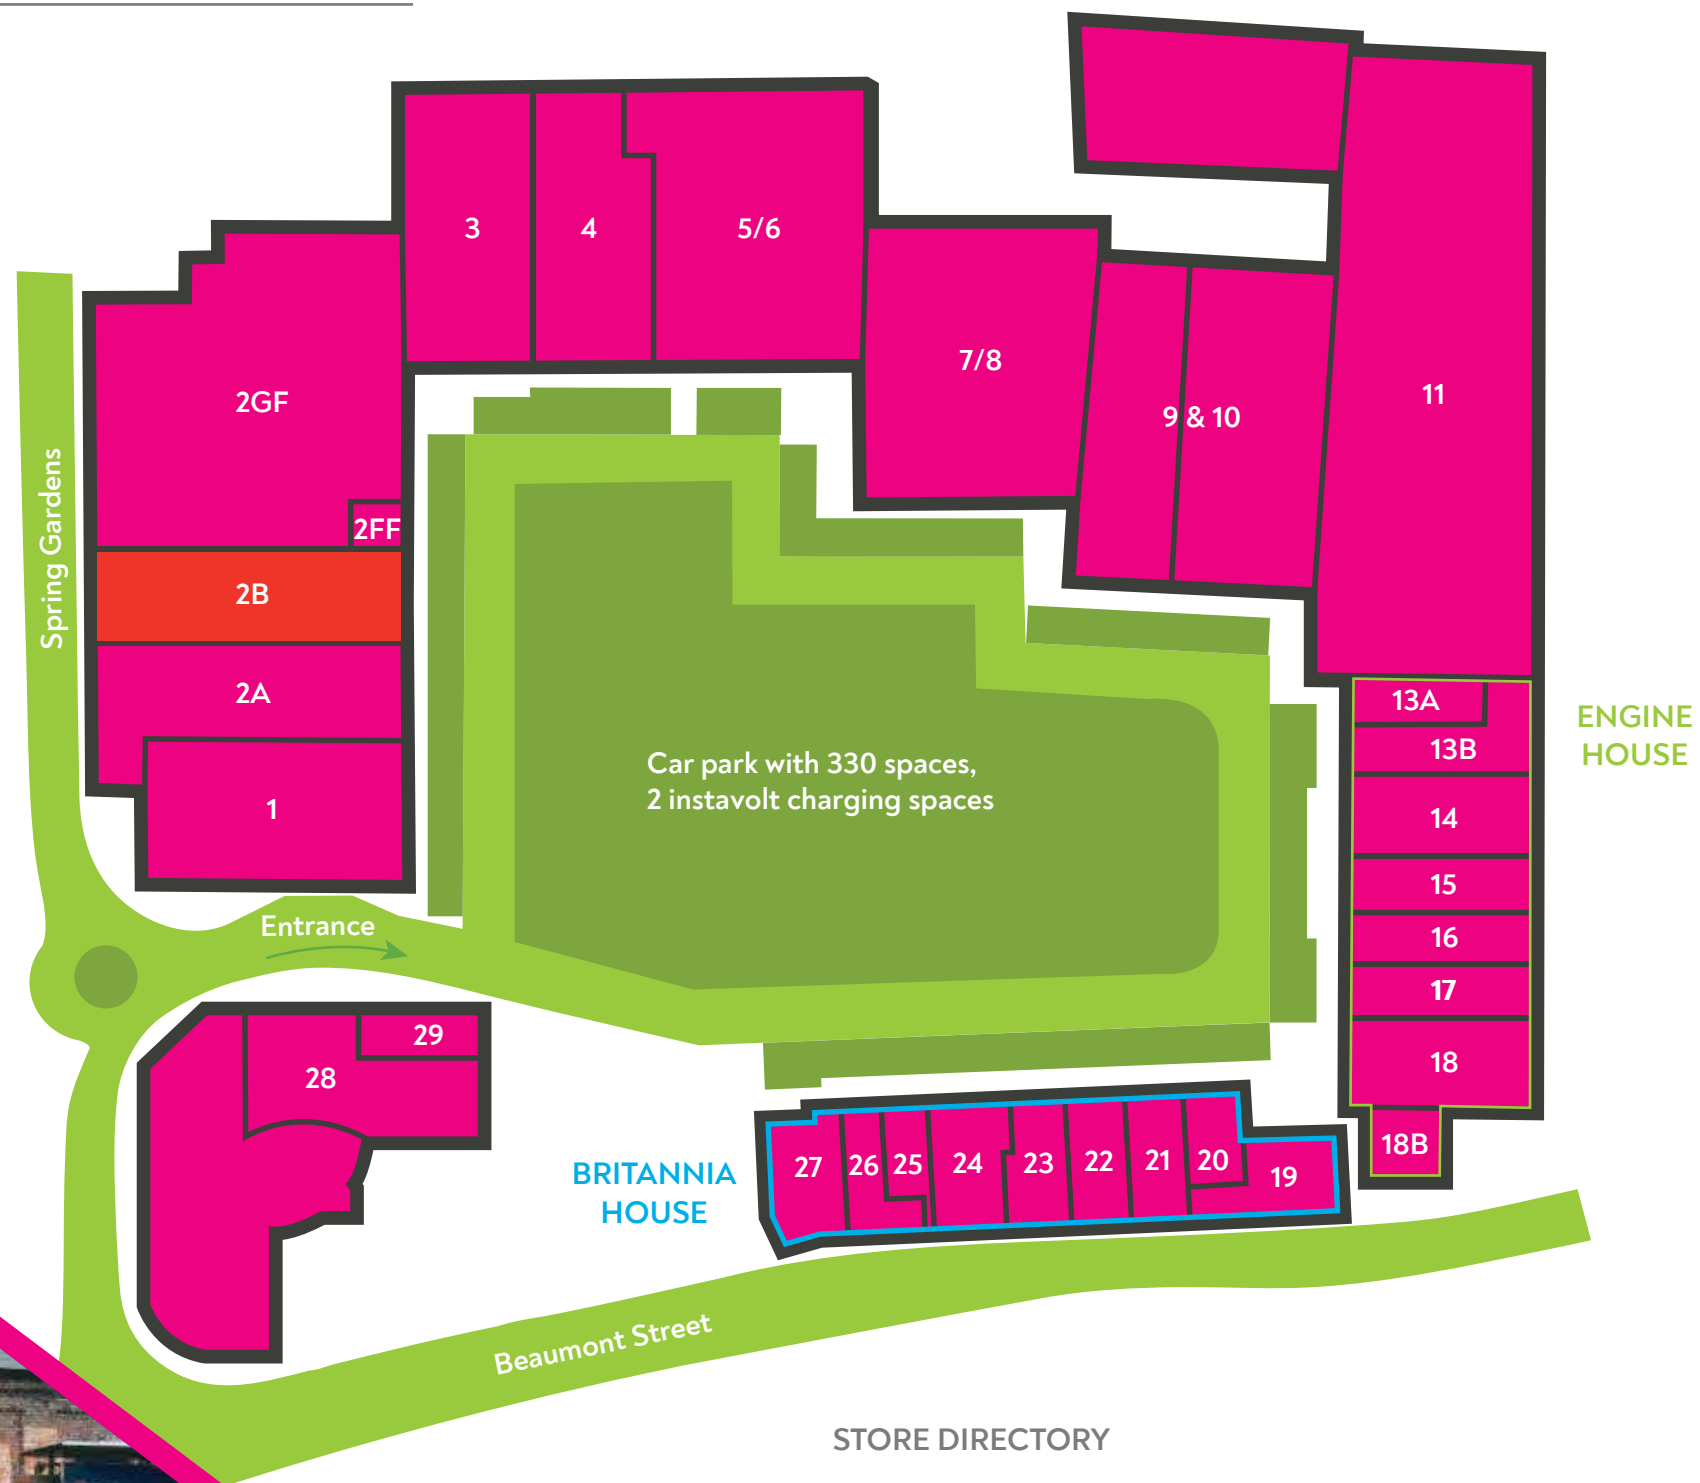 3
4
5/6
7/8
9 & 10
11
2GF
2FF
2B
2A
1
Spring Gardens
Entrance
Car park with 330 spaces,
2 instavolt charging spaces
13A
13B
14
15
16
17
18
18B
ENGINE
HOUSE
29
28
BRITANNIA
HOUSE
27
26
25
24
23
22
21
20
19
Beaumont Street
STORE DIRECTORY